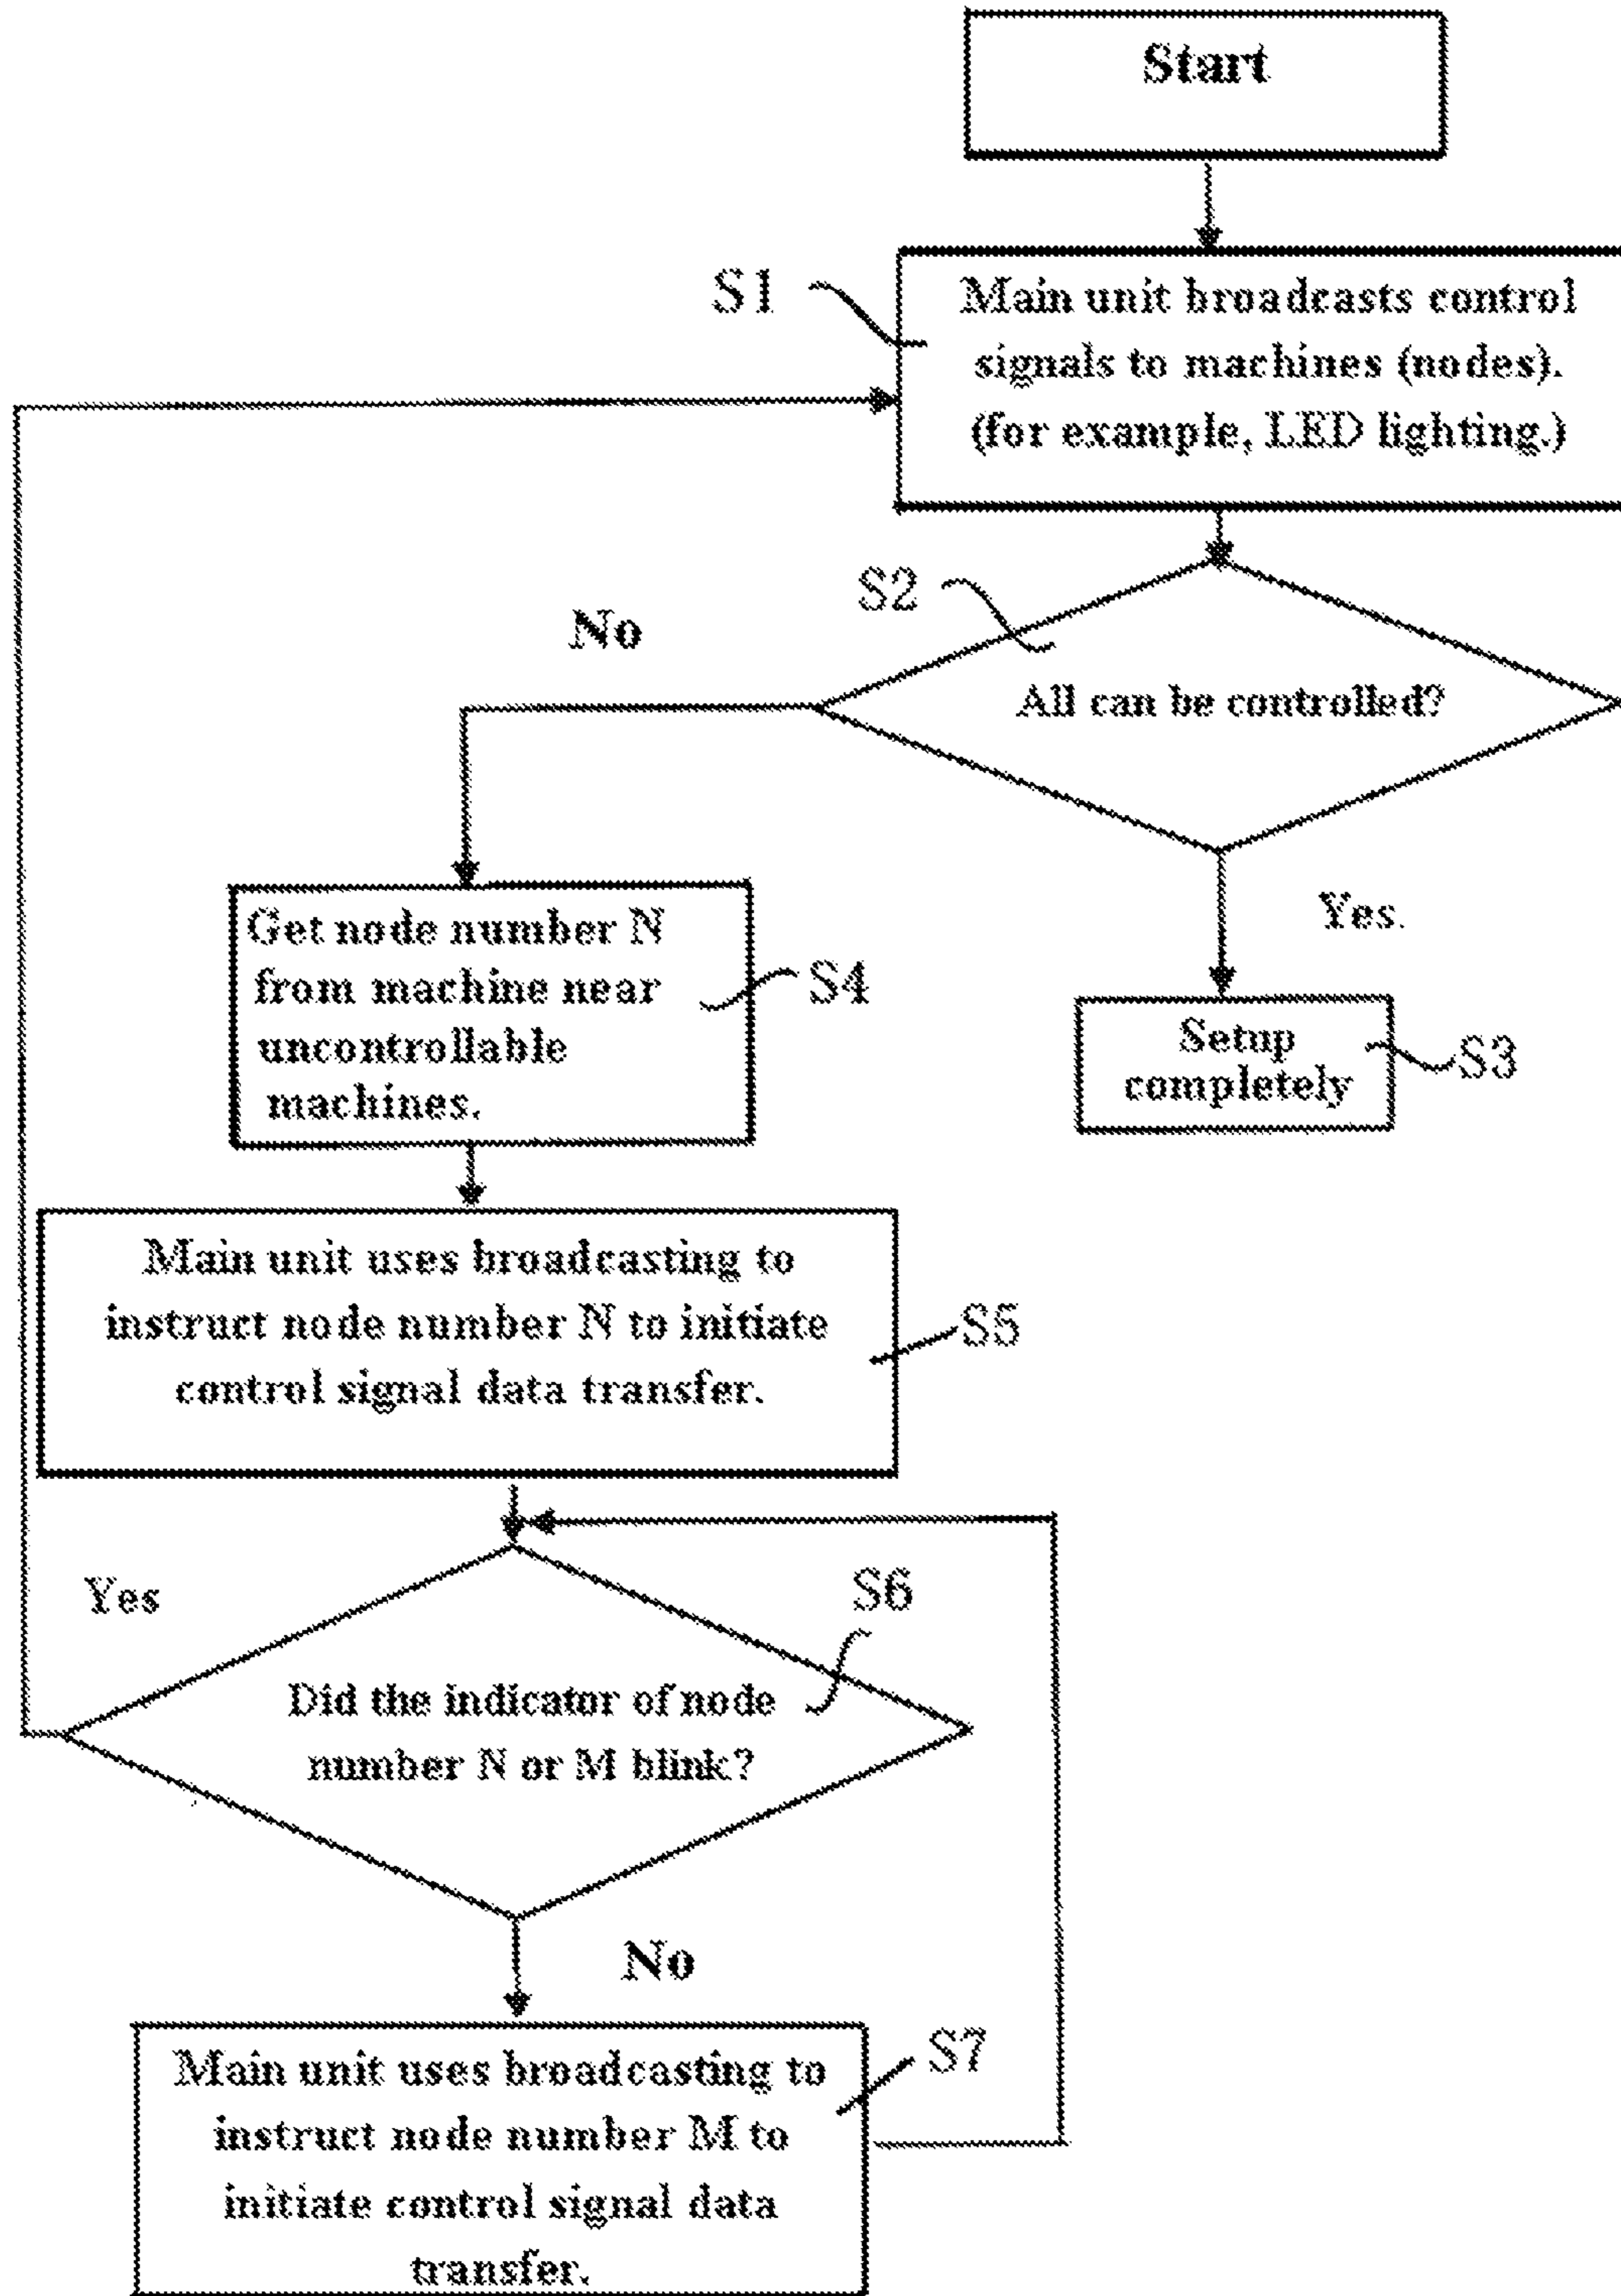 Start
S1
Main unit broadcasts control
signals to machines (nodes).
(for example, LED lighting.)
S2
No
All can be controlled?
Yes.
Get node number N
from machine near
uncontrollable
machines.
S4
Setup
completely
S3
Main unit uses broadcasting to
instruct node number N to initiate
control signal data transfer.
S5
Yes
S6
Did the indicator of node
number N or M blink?
No
Main unit uses broadcasting to
instruct node number M to
initiate control signal data
transfer.
S7